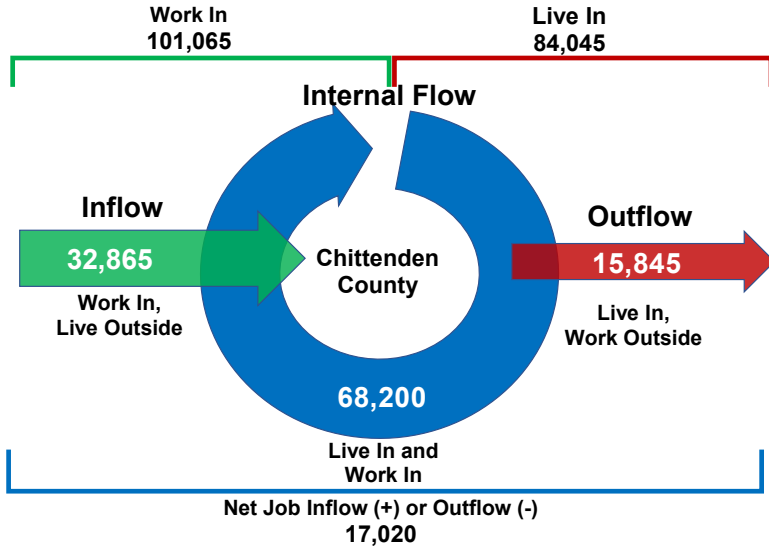 Work In
101,065
Live In
84,045
Internal Flow
Inflow
32,865
Work In,
Live Outside
Chittenden
County
Outflow
15,845
Live In,
Work Outside
68,200
Live In and
Work In
Net Job Inflow (+) or Outflow (-)
17,020